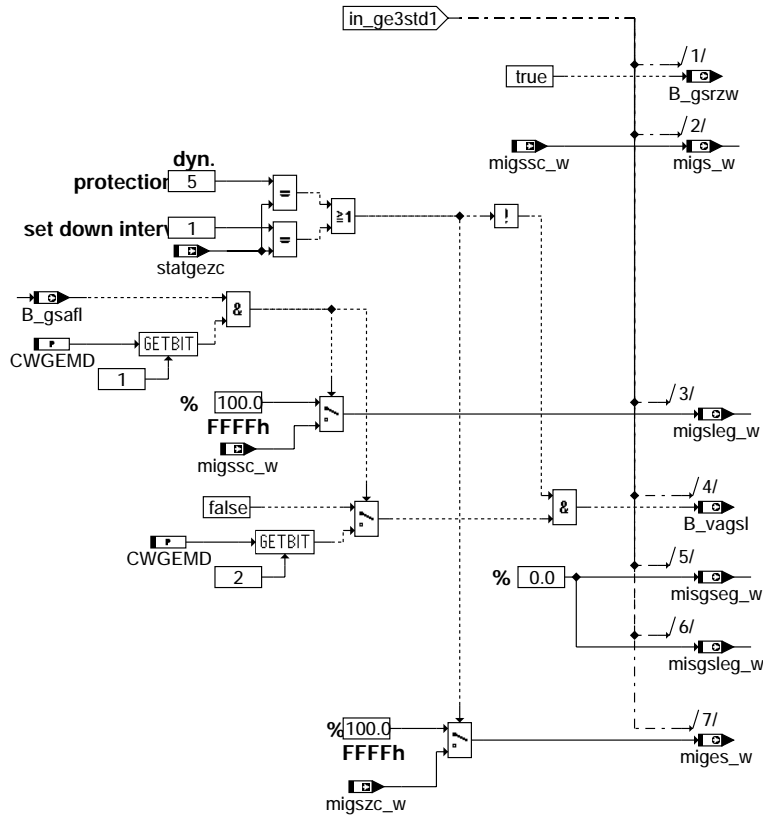 in_ge3std1
/1/
true
B_gsrzw
/2/
migssc_w
migs_w
dyn.
protection
5
=
≥1
!
set down interv
1
=
statgezc
B_gsafl
&
P
GETBIT
CWGEMD
1
/3/
% 100.0
FFFFh
migsleg_w
migssc_w
/4/
false
&
B_vagsl
P
GETBIT
CWGEMD
2
/5/
% 0.0
misgseg_w
/6/
misgsleg_w
% 100.0
/7/
FFFFh
miges_w
migszc_w